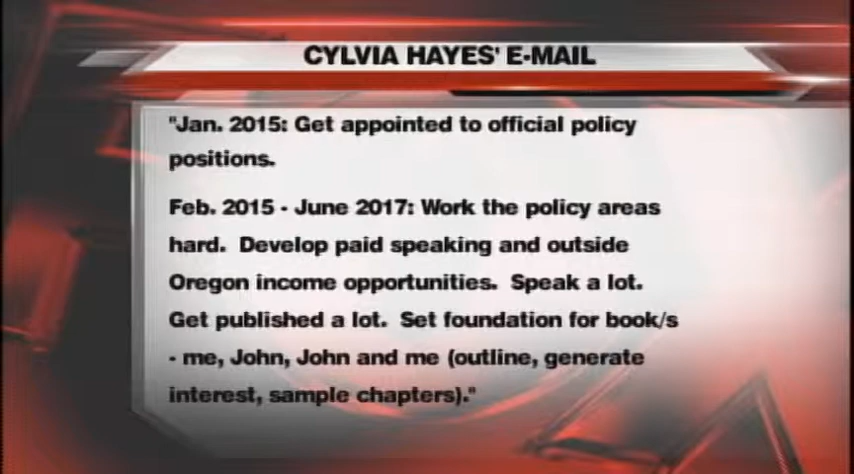 CYLVIA HAYES' E-MAIL
"Jan. 2015: Get appointed to official policy
positions.
Feb. 2015 - June 2017: Work the policy areas
hard. Develop paid speaking and outside
Oregon income opportunities. Speak a lot.
Get published a lot. Set foundation for book/s
- me, John, John and me (outline, generate
interest, sample chapters)."